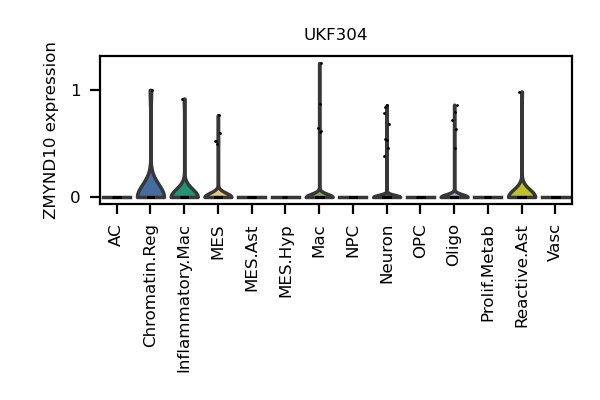 UKF304
ZMYND10 expression
1
0
AC
Chromatin.Reg
Inflammatory.Mac
MES
MES.Ast
MES.Hyp
Mac
NPC
Neuron
OPC
Oligo
Prolif.Metab
Reactive.Ast
Vasc